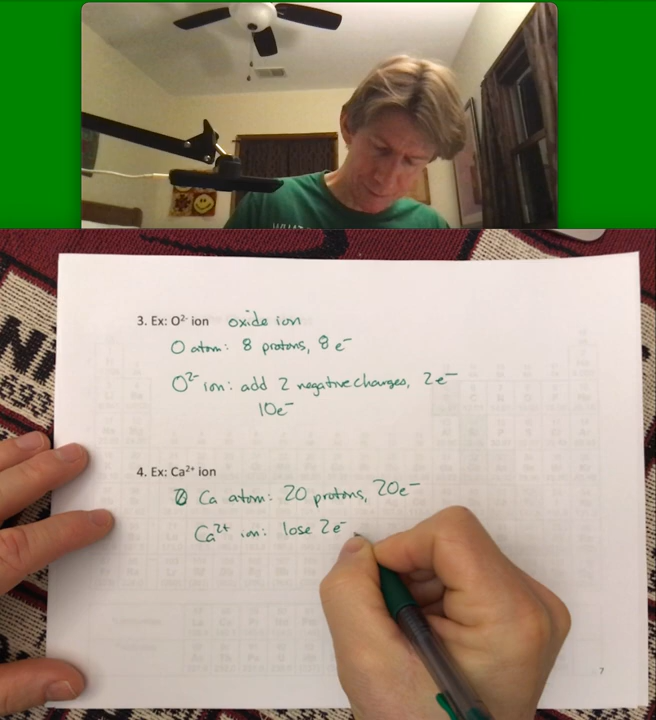 3. Ex: O²⁻ ion oxide ion
O atom: 8 protons, 8e⁻
O²⁻ ion: add 2 negative charges, 2e⁻
10e⁻
4. Ex: Ca²⁺ ion
Ca atom: 20 protons, 20e⁻
Ca²⁺ ion: lose 2e⁻
7